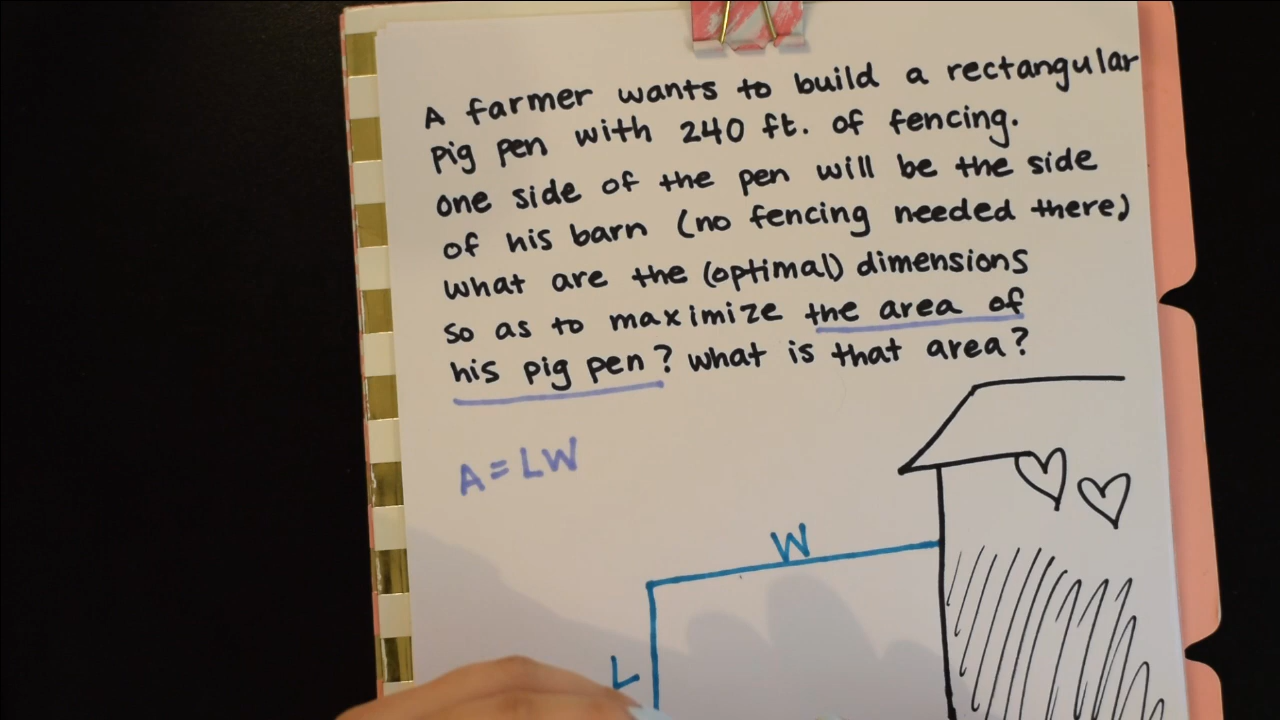 A farmer wants to build a rectangular
pig pen with 240 ft. of fencing.
one side of the pen will be the side
of his barn (no fencing needed there)
what are the (optimal) dimensions
so as to maximize the area of
his pig pen? what is that area?
A = LW
W
L